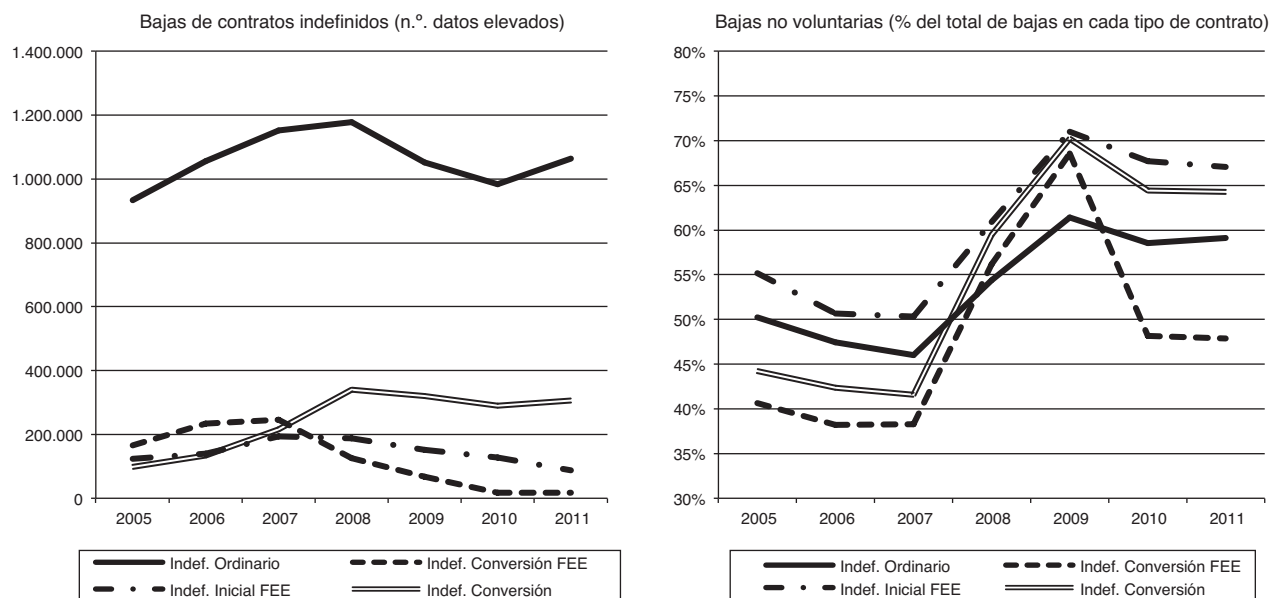 Bajas de contratos indefinidos (n.º. datos elevados)
1.400.000
1.200.000
1.000.000
800.000
600.000
400.000
200.000
0
2005 2006 2007 2008 2009 2010 2011
Indef. Ordinario Indef. Conversión FEE
Indef. Inicial FEE Indef. Conversión
Bajas no voluntarias (% del total de bajas en cada tipo de contrato)
80%
75%
70%
65%
60%
55%
50%
45%
40%
35%
30%
2005 2006 2007 2008 2009 2010 2011
Indef. Ordinario Indef. Conversión FEE
Indef. Inicial FEE Indef. Conversión